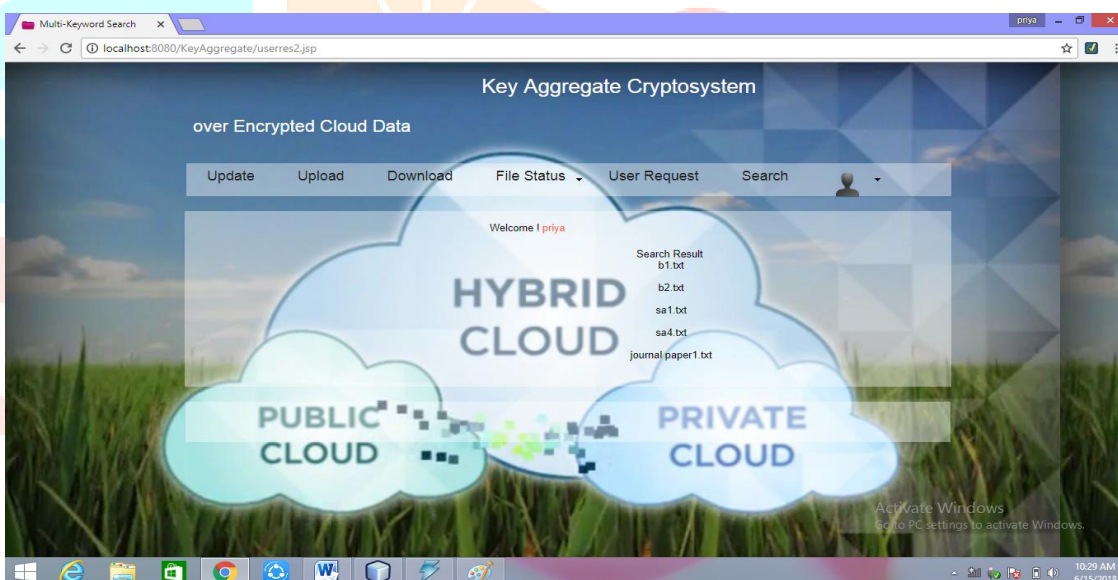 Multi-Keyword Search
priya
localhost:8080/KeyAggregate/userres2.jsp
Key Aggregate Cryptosystem
over Encrypted Cloud Data
Update Upload Download File Status User Request Search
Welcome ! priya
Search Result
b1.txt
b2.txt
sa1.txt
sa4.txt
journal paper1.txt
HYBRID
CLOUD
PUBLIC
CLOUD
PRIVATE
CLOUD
Activate Windows
Go to PC settings to activate Windows.
10:29 AM